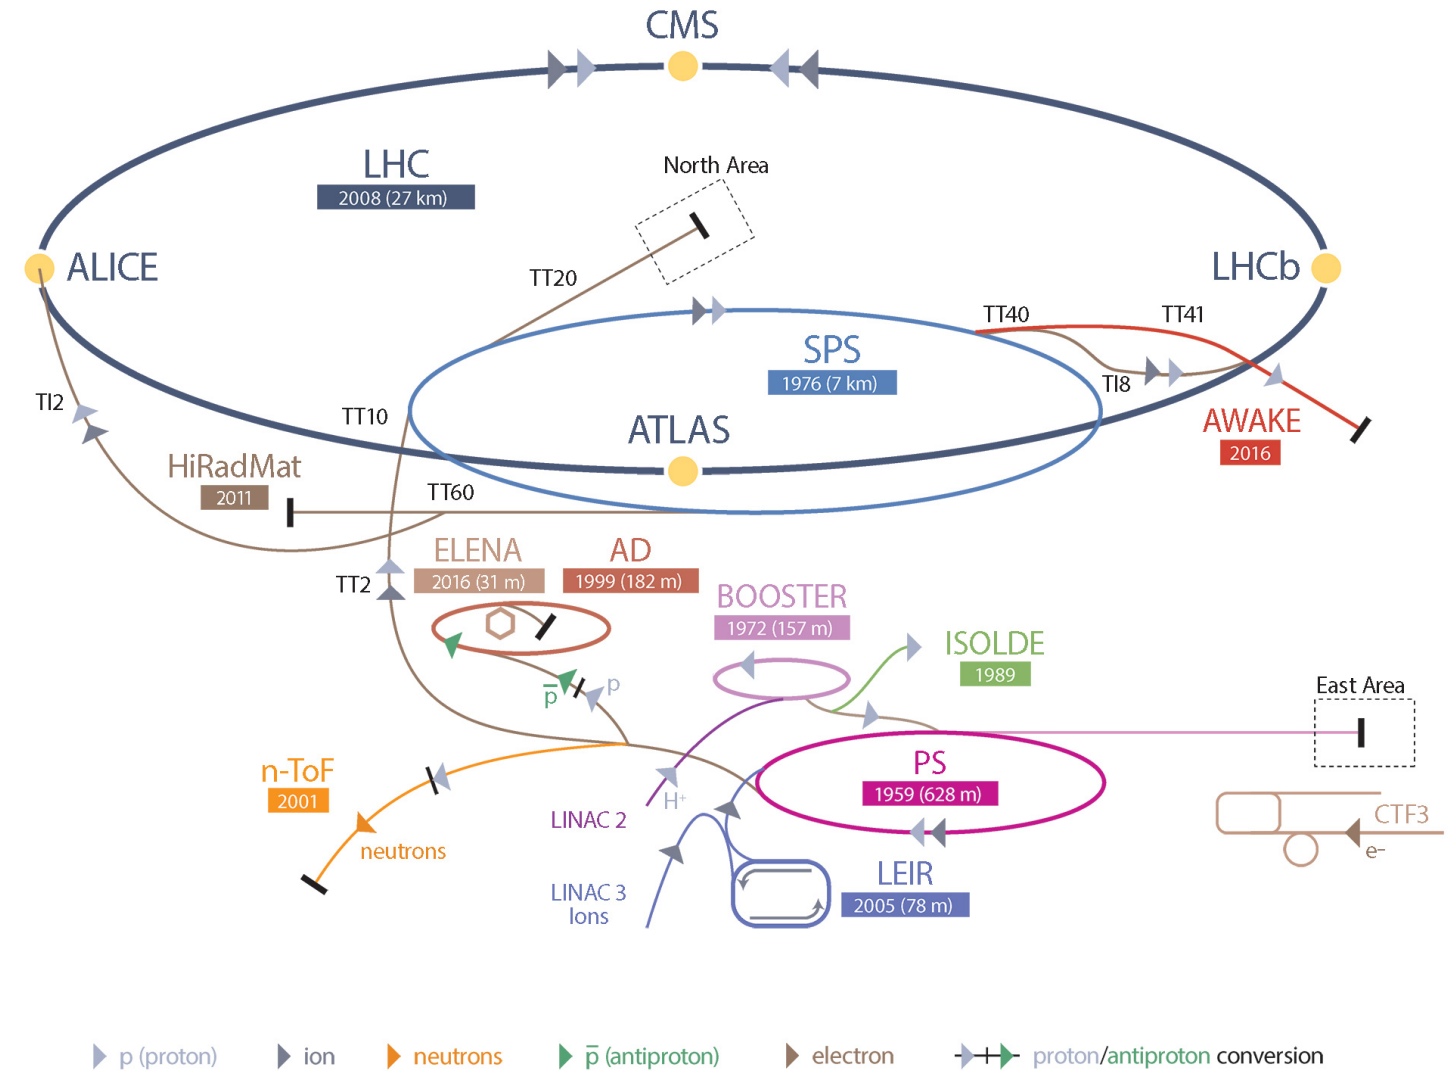 CMS
LHC
2008 (27 km)
North Area
ALICE
LHCb
TT20
TT40
TT41
SPS
1976 (7 km)
TI8
TI2
TT10
ATLAS
AWAKE
2016
HiRadMat
2011
TT60
ELENA
2016 (31 m)
AD
1999 (182 m)
TT2
BOOSTER
1972 (157 m)
ISOLDE
1989
p̅
p
East Area
n-ToF
2001
PS
1959 (628 m)
H⁺
LINAC 2
neutrons
CTF3
e⁻
LINAC 3
Ions
LEIR
2005 (78 m)
p (proton)
ion
neutrons
p̅ (antiproton)
electron
proton/antiproton conversion